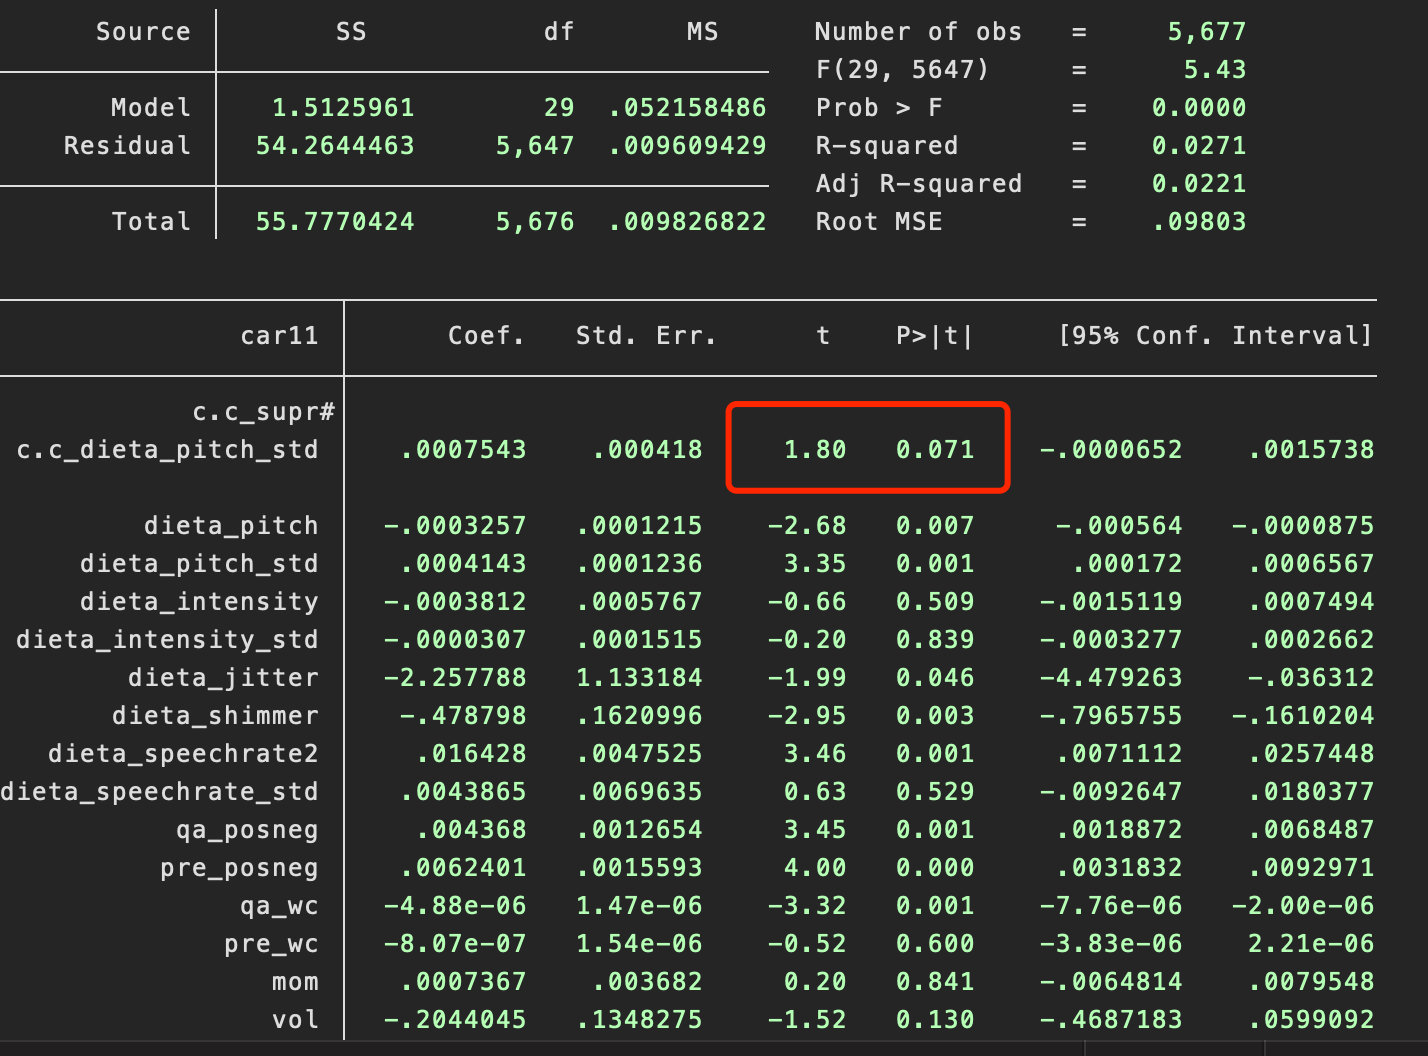 Source SS df MS Number of obs = 5,677
F(29, 5647) = 5.43
Model 1.5125961 29 .052158486 Prob > F = 0.0000
Residual 54.2644463 5,647 .009609429 R-squared = 0.0271
Adj R-squared = 0.0221
Total 55.7770424 5,676 .009826822 Root MSE = .09803
car11 Coef. Std. Err. t P>|t| [95% Conf. Interval]
c.c_supr#
c.c_dieta_pitch_std .0007543 .000418 1.80 0.071 -.0000652 .0015738
dieta_pitch -.0003257 .0001215 -2.68 0.007 -.000564 -.0000875
dieta_pitch_std .0004143 .0001236 3.35 0.001 .000172 .0006567
dieta_intensity -.0003812 .0005767 -0.66 0.509 -.0015119 .0007494
dieta_intensity_std -.0000307 .0001515 -0.20 0.839 -.0003277 .0002662
dieta_jitter -2.257788 1.133184 -1.99 0.046 -4.479263 -.036312
dieta_shimmer -.478798 .1620996 -2.95 0.003 -.7965755 -.1610204
dieta_speechrate2 .016428 .0047525 3.46 0.001 .0071112 .0257448
dieta_speechrate_std .0043865 .0069635 0.63 0.529 -.0092647 .0180377
qa_posneg .004368 .0012654 3.45 0.001 .0018872 .0068487
pre_posneg .0062401 .0015593 4.00 0.000 .0031832 .0092971
qa_wc -4.88e-06 1.47e-06 -3.32 0.001 -7.76e-06 -2.00e-06
pre_wc -8.07e-07 1.54e-06 -0.52 0.600 -3.83e-06 2.21e-06
mom .0007367 .003682 0.20 0.841 -.0064814 .0079548
vol -.2044045 .1348275 -1.52 0.130 -.4687183 .0599092